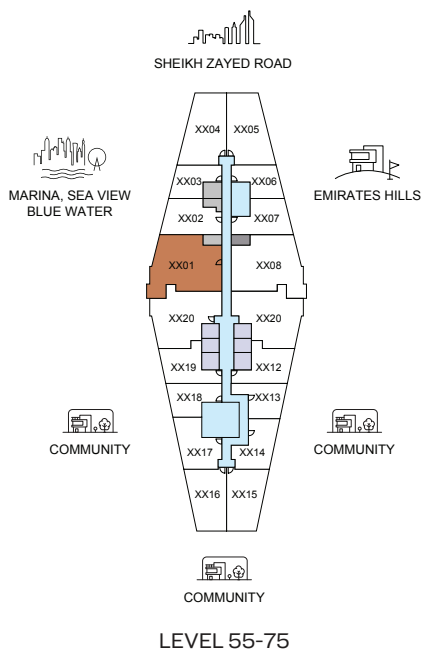 SHEIKH ZAYED ROAD
MARINA, SEA VIEW
BLUE WATER
EMIRATES HILLS
XX04 XX05
XX03 XX06
XX02 XX07
XX01 XX08
XX20 XX20
XX19 XX12
XX18 XX13
XX17 XX14
XX16 XX15
COMMUNITY
COMMUNITY
COMMUNITY
LEVEL 55-75